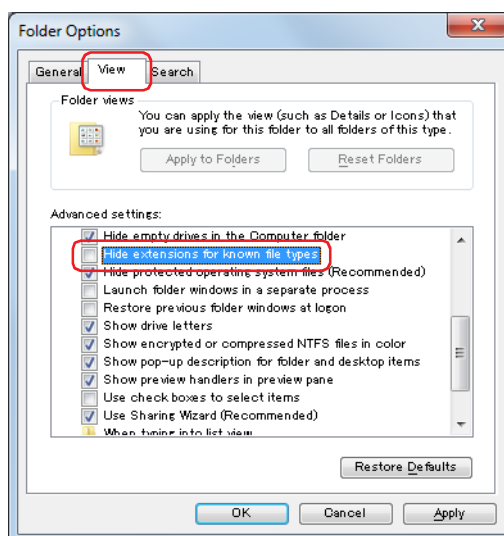 Folder Options
General View Search
Folder views
You can apply the view (such as Details or Icons) that
you are using for this folder to all folders of this type.
Apply to Folders Reset Folders
Advanced settings:
Hide empty drives in the Computer folder
Hide extensions for known file types
Hide protected operating system files (Recommended)
Launch folder windows in a separate process
Restore previous folder windows at logon
Show drive letters
Show encrypted or compressed NTFS files in color
Show pop-up description for folder and desktop items
Show preview handlers in preview pane
Use check boxes to select items
Use Sharing Wizard (Recommended)
When typing into list view
Restore Defaults
OK Cancel Apply